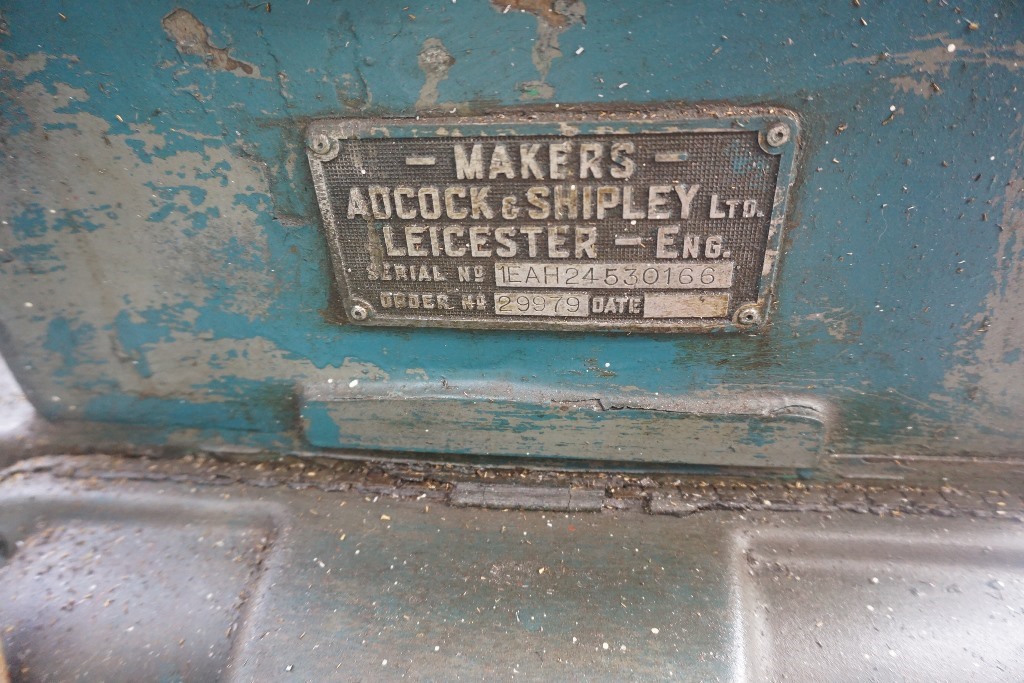 – MAKERS –
ADCOCK & SHIPLEY LTD.
LEICESTER – ENG.
SERIAL NO 1EAH24530166
ORDER NO 29979 DATE